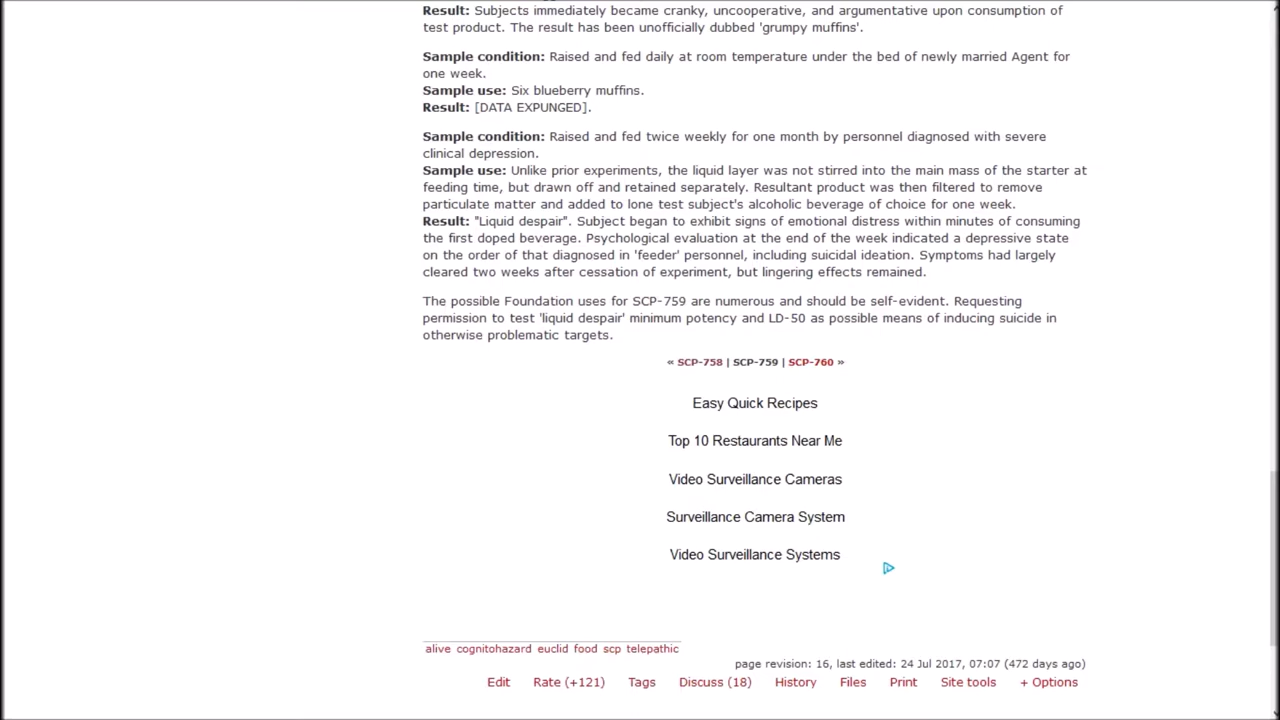 Result: Subjects immediately became cranky, uncooperative, and argumentative upon consumption of
test product. The result has been unofficially dubbed 'grumpy muffins'.
Sample condition: Raised and fed daily at room temperature under the bed of newly married Agent for
one week.
Sample use: Six blueberry muffins.
Result: [DATA EXPUNGED].
Sample condition: Raised and fed twice weekly for one month by personnel diagnosed with severe
clinical depression.
Sample use: Unlike prior experiments, the liquid layer was not stirred into the main mass of the starter at
feeding time, but drawn off and retained separately. Resultant product was then filtered to remove
particulate matter and added to lone test subject's alcoholic beverage of choice for one week.
Result: "Liquid despair". Subject began to exhibit signs of emotional distress within minutes of consuming
the first doped beverage. Psychological evaluation at the end of the week indicated a depressive state
on the order of that diagnosed in 'feeder' personnel, including suicidal ideation. Symptoms had largely
cleared two weeks after cessation of experiment, but lingering effects remained.
The possible Foundation uses for SCP-759 are numerous and should be self-evident. Requesting
permission to test 'liquid despair' minimum potency and LD-50 as possible means of inducing suicide in
otherwise problematic targets.
« SCP-758 | SCP-759 | SCP-760 »
Easy Quick Recipes
Top 10 Restaurants Near Me
Video Surveillance Cameras
Surveillance Camera System
Video Surveillance Systems
alive cognitohazard euclid food scp telepathic
page revision: 16, last edited: 24 Jul 2017, 07:07 (472 days ago)
Edit Rate (+121) Tags Discuss (18) History Files Print Site tools + Options